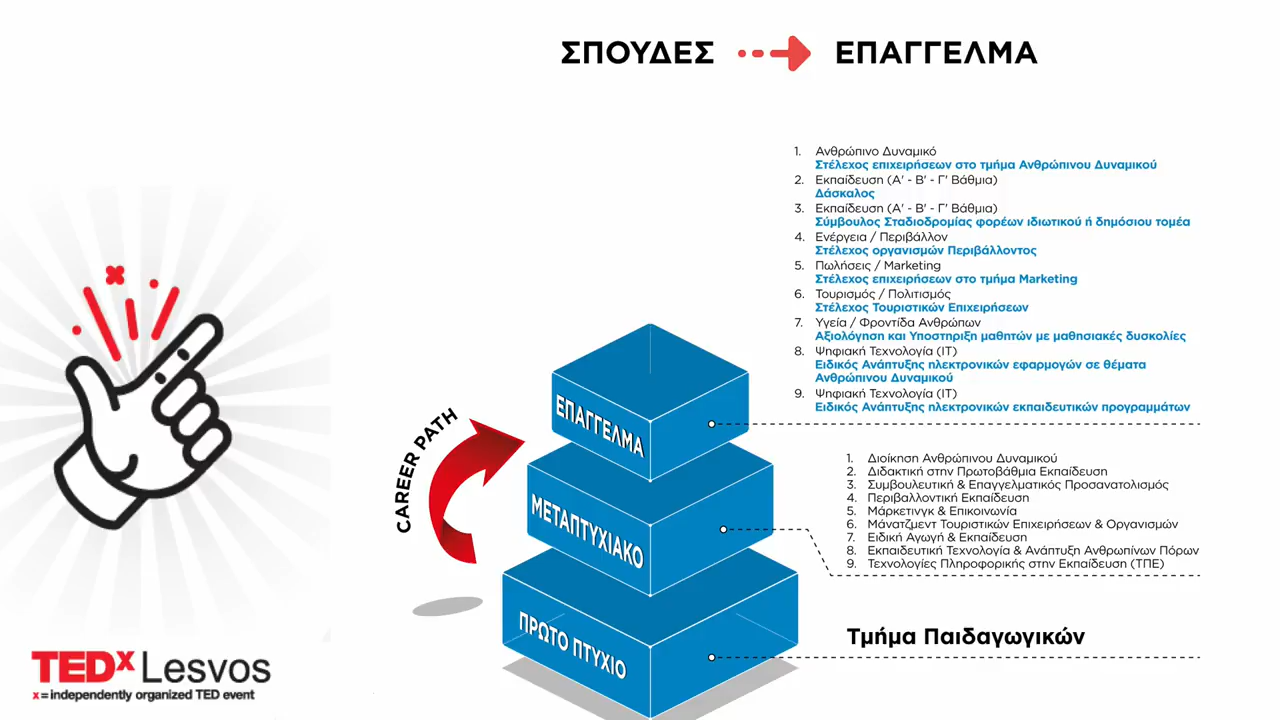 ΣΠΟΥΔΕΣ ΕΠΑΓΓΕΛΜΑ
1. Ανθρώπινο Δυναμικό
Στέλεχος επιχειρήσεων στο τμήμα Ανθρώπινου Δυναμικού
2. Εκπαίδευση (Α' - Β' - Γ' Βάθμια)
Δάσκαλος
3. Εκπαίδευση (Α' - Β' - Γ' Βάθμια)
Σύμβουλος Σταδιοδρομίας φορέων ιδιωτικού ή δημόσιου τομέα
4. Ενέργεια / Περιβάλλον
Στέλεχος οργανισμών Περιβάλλοντος
5. Πωλήσεις / Marketing
Στέλεχος επιχειρήσεων στο τμήμα Marketing
6. Τουρισμός / Πολιτισμός
Στέλεχος Τουριστικών Επιχειρήσεων
7. Υγεία / Φροντίδα Ανθρώπων
Αξιολόγηση και Υποστηριξη μαθητών με μαθησιακές δυσκολίες
8. Ψηφιακή Τεχνολογία (ΙΤ)
Ειδικός Ανάπτυξης ηλεκτρονικών εφαρμογών σε θέματα
Ανθρώπινου Δυναμικού
9. Ψηφιακή Τεχνολογία (ΙΤ)
Ειδικός Ανάπτυξης ηλεκτρονικών εκπαιδευτικών προγραμμάτων
ΕΠΑΓΓΕΛΜΑ
CAREER PATH
1. Διοίκηση Ανθρώπινου Δυναμικού
2. Διδακτική στην Πρωτοβάθμια Εκπαίδευση
3. Συμβουλευτική & Επαγγελματικός Προσανατολισμός
4. Περιβαλλοντική Εκπαίδευση
5. Μάρκετινγκ & Επικοινωνία
6. Μάνατζμεντ Τουριστικών Επιχειρήσεων & Οργανισμών
7. Ειδική Αγωγή & Εκπαίδευση
8. Εκπαιδευτική Τεχνολογία & Ανάπτυξη Ανθρωπίνων Πόρων
9. Τεχνολογίες Πληροφορικής στην Εκπαίδευση (ΤΠΕ)
ΜΕΤΑΠΤΥΧΙΑΚΟ
ΠΡΩΤΟ ΠΤΥΧΙΟ
Τμήμα Παιδαγωγικών
TEDx Lesvos
x = independently organized TED event